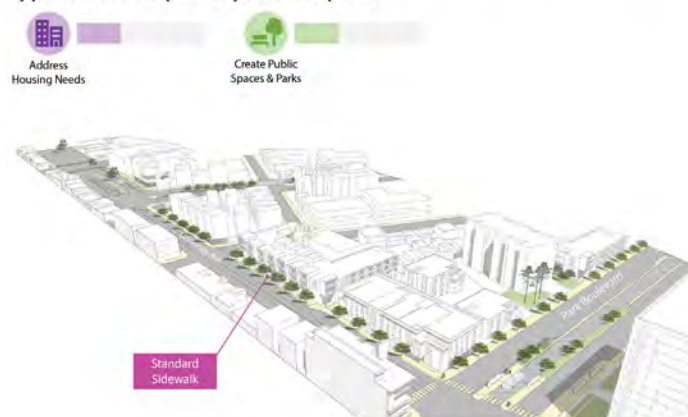 Address
Housing Needs
Create Public
Spaces & Parks
Park Boulevard
Standard
Sidewalk